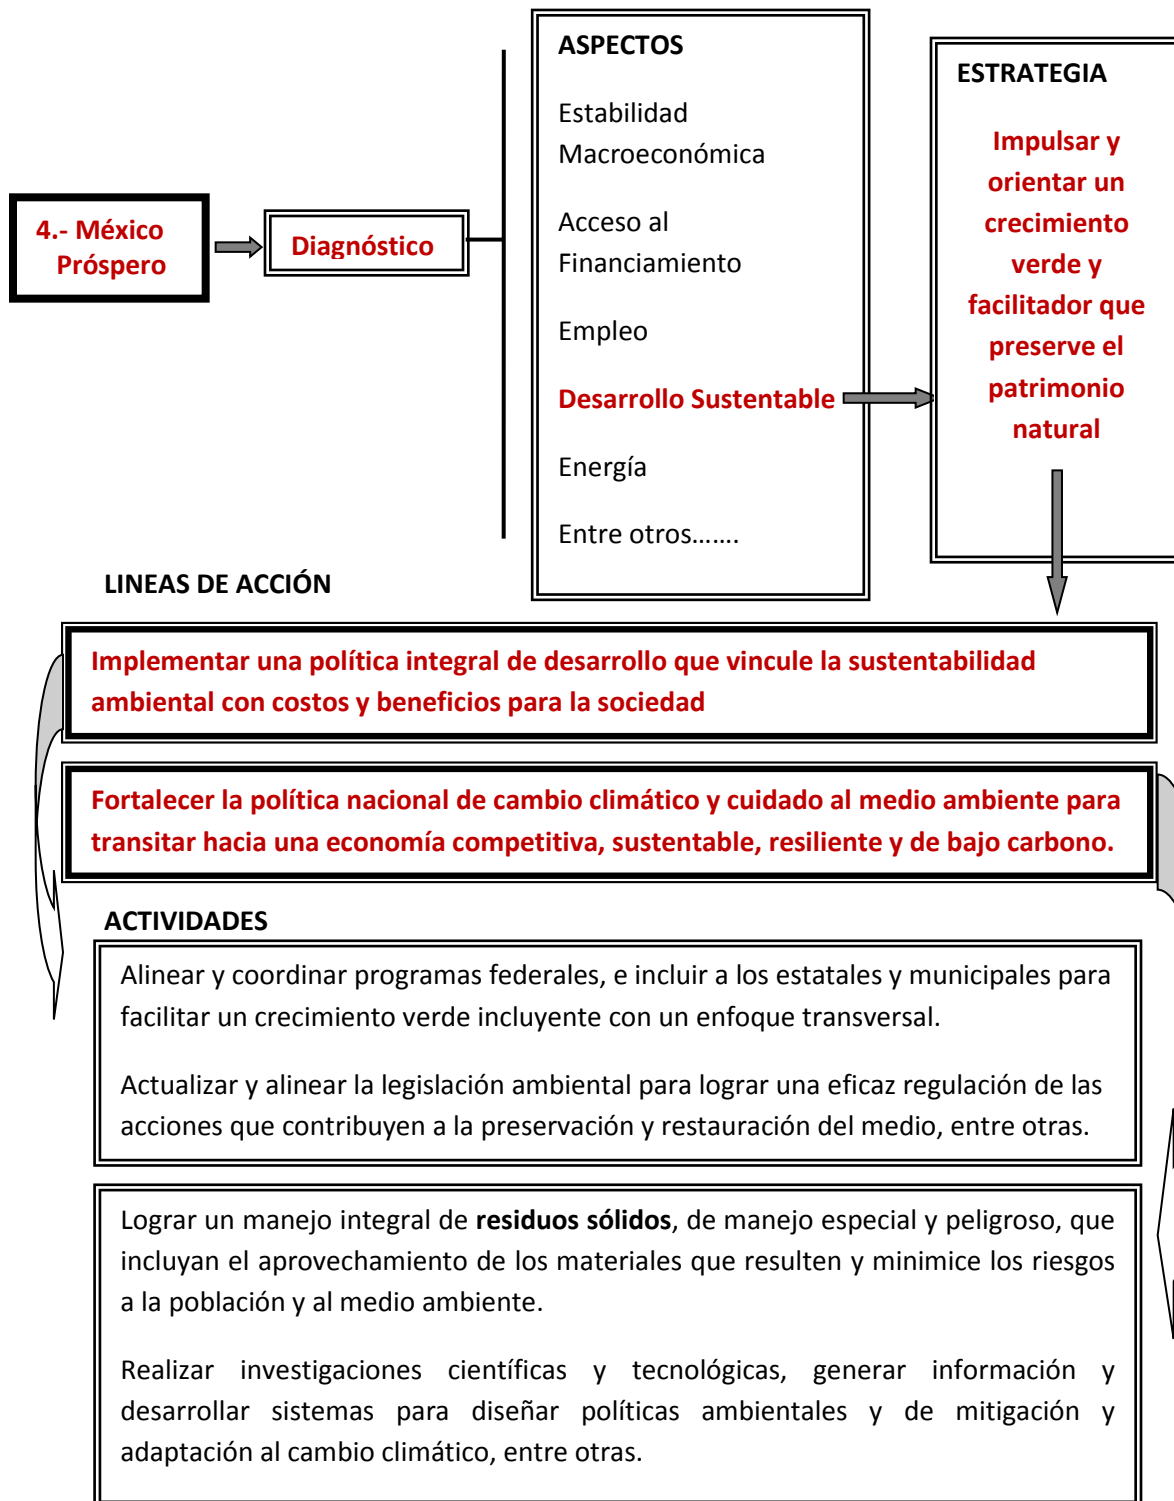 4.- México
Próspero
Diagnóstico
ASPECTOS
Estabilidad
Macroeconómica
Acceso al
Financiamiento
Empleo
Desarrollo Sustentable
Energía
Entre otros…….
ESTRATEGIA
Impulsar y
orientar un
crecimiento
verde y
facilitador que
preserve el
patrimonio
natural
LINEAS DE ACCIÓN
Implementar una política integral de desarrollo que vincule la sustentabilidad
ambiental con costos y beneficios para la sociedad
Fortalecer la política nacional de cambio climático y cuidado al medio ambiente para
transitar hacia una economía competitiva, sustentable, resiliente y de bajo carbono.
ACTIVIDADES
Alinear y coordinar programas federales, e incluir a los estatales y municipales para
facilitar un crecimiento verde incluyente con un enfoque transversal.
Actualizar y alinear la legislación ambiental para lograr una eficaz regulación de las
acciones que contribuyen a la preservación y restauración del medio, entre otras.
Lograr un manejo integral de residuos sólidos, de manejo especial y peligroso, que
incluyan el aprovechamiento de los materiales que resulten y minimice los riesgos
a la población y al medio ambiente.
Realizar investigaciones científicas y tecnológicas, generar información y
desarrollar sistemas para diseñar políticas ambientales y de mitigación y
adaptación al cambio climático, entre otras.